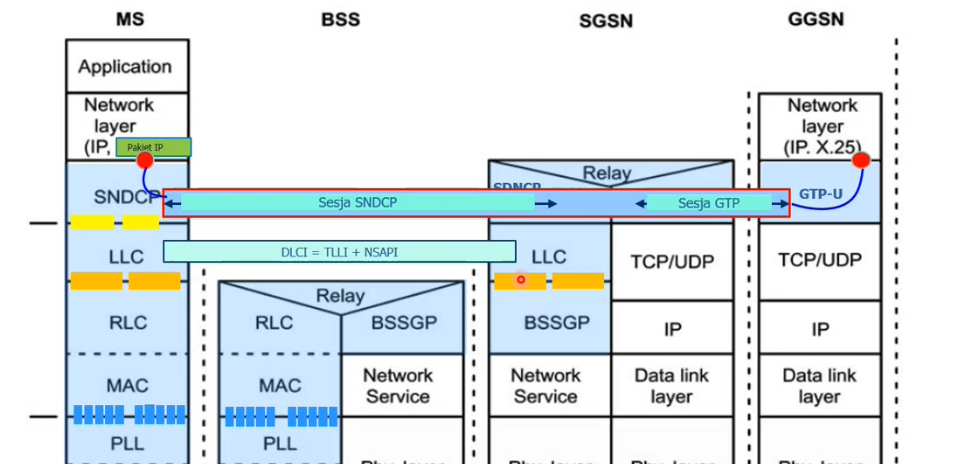 MS
BSS
SGSN
GGSN
Application
Network
layer
(IP,
Pakiet IP
Network
layer
(IP. X.25)
Relay
SNDCP
SDNCP
Sesja SNDCP
Sesja GTP
GTP-U
LLC
DLCI = TLLI + NSAPI
LLC
TCP/UDP
TCP/UDP
Relay
RLC
RLC
BSSGP
BSSGP
IP
IP
MAC
MAC
Network
Service
Network
Service
Data link
layer
Data link
layer
PLL
PLL